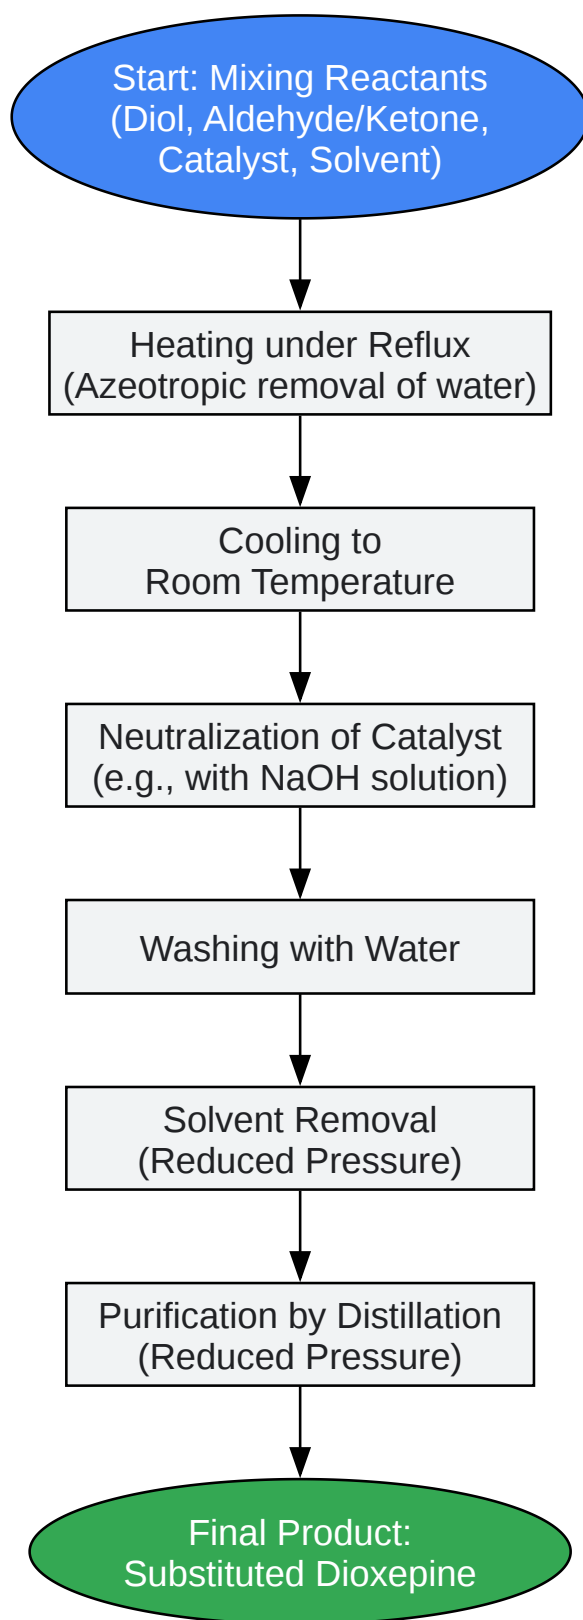 Start: Mixing Reactants
(Diol, Aldehyde/Ketone,
Catalyst, Solvent)
Heating under Reflux
(Azeotropic removal of water)
Cooling to
Room Temperature
Neutralization of Catalyst
(e.g., with NaOH solution)
Washing with Water
Solvent Removal
(Reduced Pressure)
Purification by Distillation
(Reduced Pressure)
Final Product:
Substituted Dioxepine